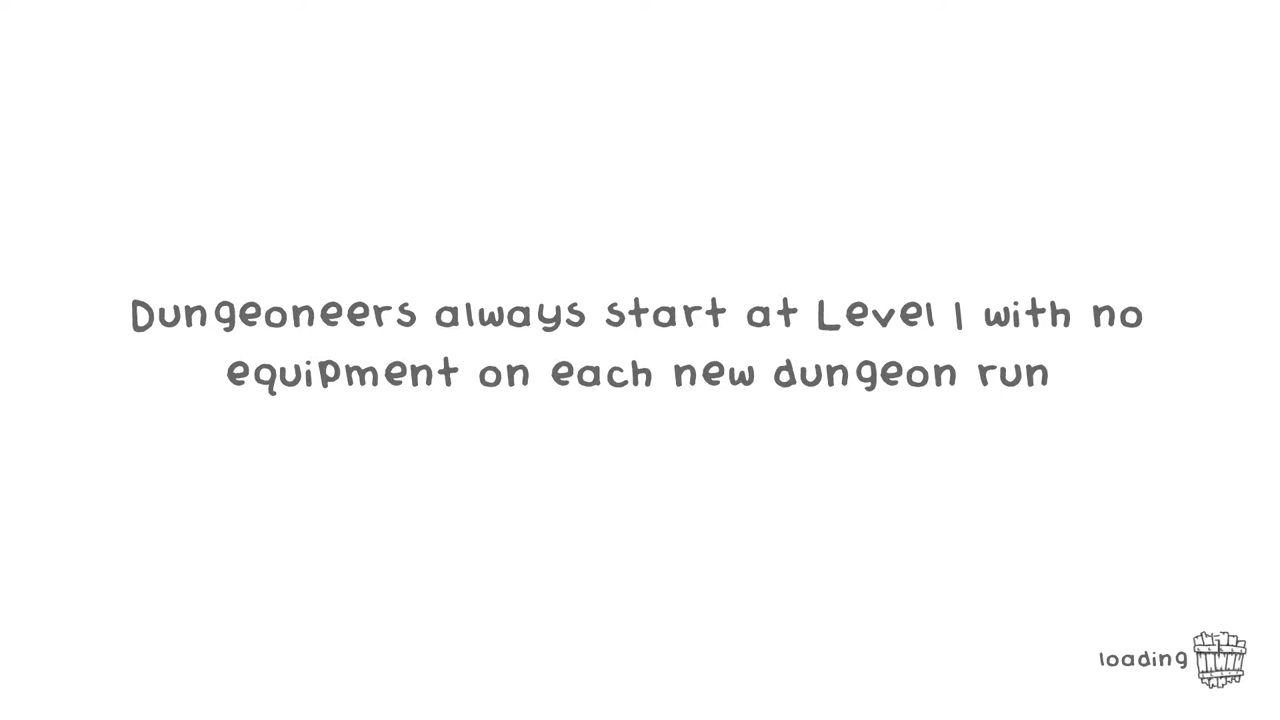 Dungeoneers always start at Level 1 with no
equipment on each new dungeon run
loading